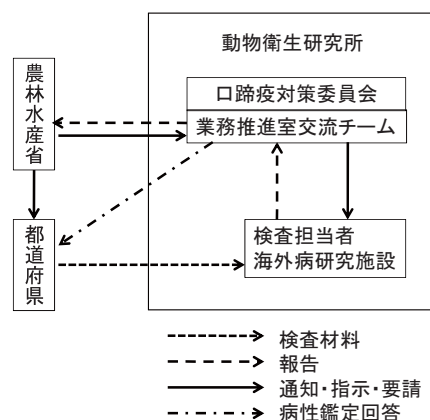 動物衛生研究所
農林水産省
口蹄疫対策委員会
業務推進室交流チーム
都道府県
検査担当者
海外病研究施設
検査材料
報告
通知・指示・要請
病性鑑定回答